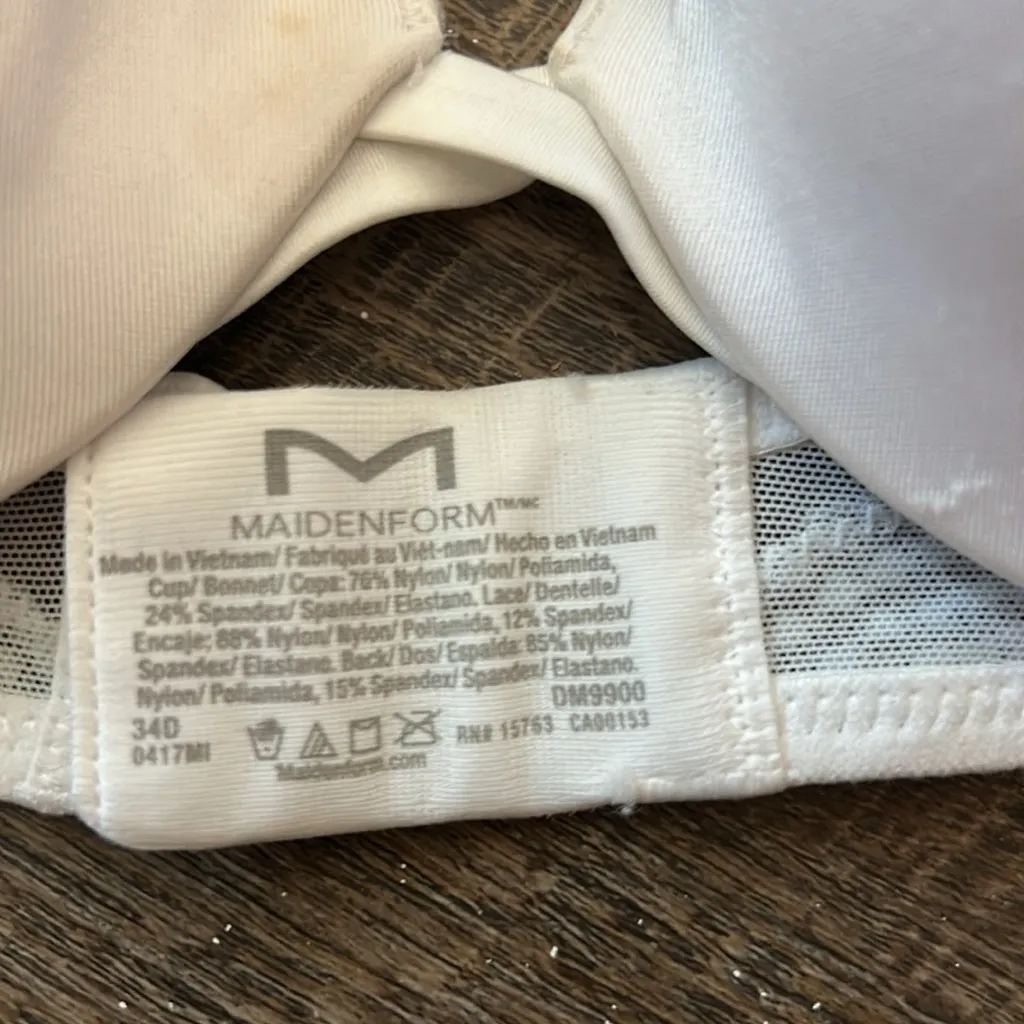 M
MAIDENFORM™/MC
Made in Vietnam/ Fabriqué au Viêt-nam/ Hecho en Vietnam
Cup/ Bonnet/ Copa: 76% Nylon/ Nylon/ Poliamida,
24% Spandex/ Spandex/ Elastano. Lace/ Dentelle/
Encaje: 88% Nylon/ Nylon/ Poliamida, 12% Spandex/
Spandex/ Elastano. Back/ Dos/ Espalda: 85% Nylon/
Nylon/ Poliamida, 15% Spandex/ Spandex/ Elastano.
DM9900
34D
0417MI
RN# 15763 CA00153
Maidenform.com